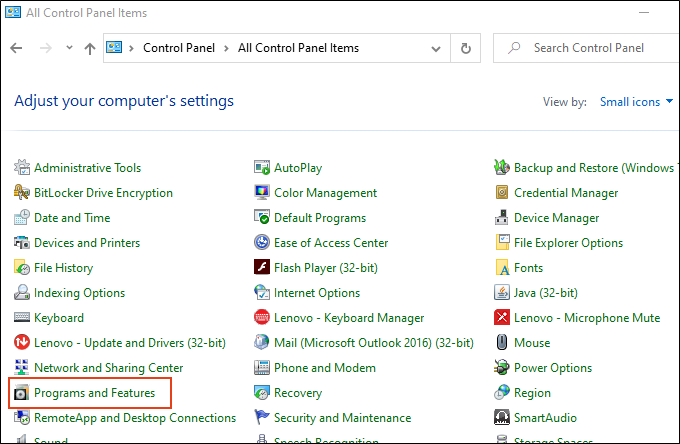 All Control Panel Items
Control Panel > All Control Panel Items
Search Control Panel
Adjust your computer's settings
View by: Small icons
Administrative Tools
AutoPlay
Backup and Restore (Windows
BitLocker Drive Encryption
Color Management
Credential Manager
Date and Time
Default Programs
Device Manager
Devices and Printers
Ease of Access Center
File Explorer Options
File History
Flash Player (32-bit)
Fonts
Indexing Options
Internet Options
Java (32-bit)
Keyboard
Lenovo - Keyboard Manager
Lenovo - Microphone Mute
Lenovo - Update and Drivers (32-bit)
Mail (Microsoft Outlook 2016) (32-bit)
Mouse
Network and Sharing Center
Phone and Modem
Power Options
Programs and Features
Recovery
Region
RemoteApp and Desktop Connections
Security and Maintenance
SmartAudio
Sound
Speech Recognition